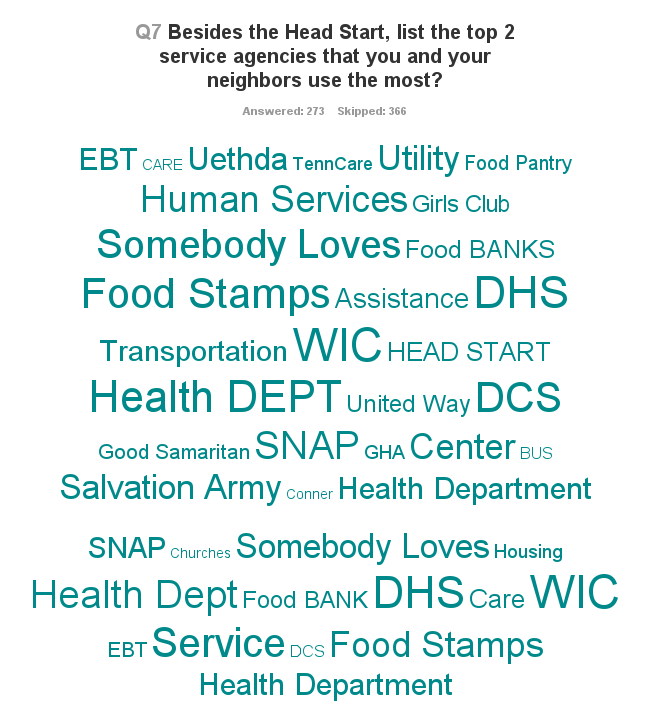 Q7 Besides the Head Start, list the top 2
service agencies that you and your
neighbors use the most?
Answered: 273 Skipped: 366
EBT CARE Uethda TennCare Utility Food Pantry
Human Services Girls Club
Somebody Loves Food BANKS
Food Stamps Assistance DHS
Transportation WIC HEAD START
Health DEPT United Way DCS
Good Samaritan SNAP GHA Center BUS
Salvation Army Conner Health Department
SNAP Churches Somebody Loves Housing
Health Dept Food BANK DHS Care WIC
EBT Service DCS Food Stamps
Health Department